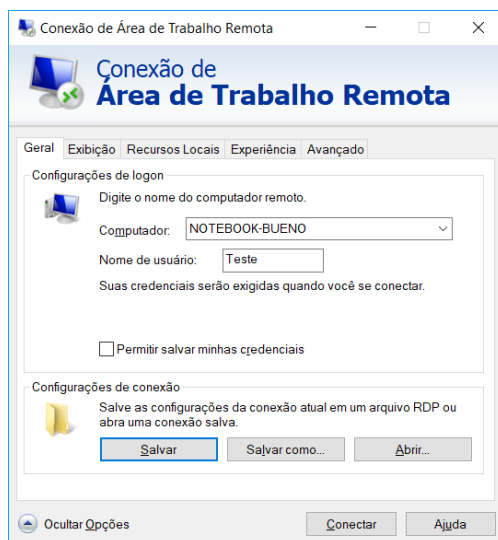 Conexão de Área de Trabalho Remota
Conexão de
Área de Trabalho Remota
Geral Exibição Recursos Locais Experiência Avançado
Configurações de logon
Digite o nome do computador remoto.
Computador: NOTEBOOK-BUENO
Nome de usuário: Teste
Suas credenciais serão exigidas quando você se conectar.
Permitir salvar minhas credenciais
Configurações de conexão
Salve as configurações da conexão atual em um arquivo RDP ou
abra uma conexão salva.
Salvar Salvar como... Abrir...
Ocultar Opções Conectar Ajuda